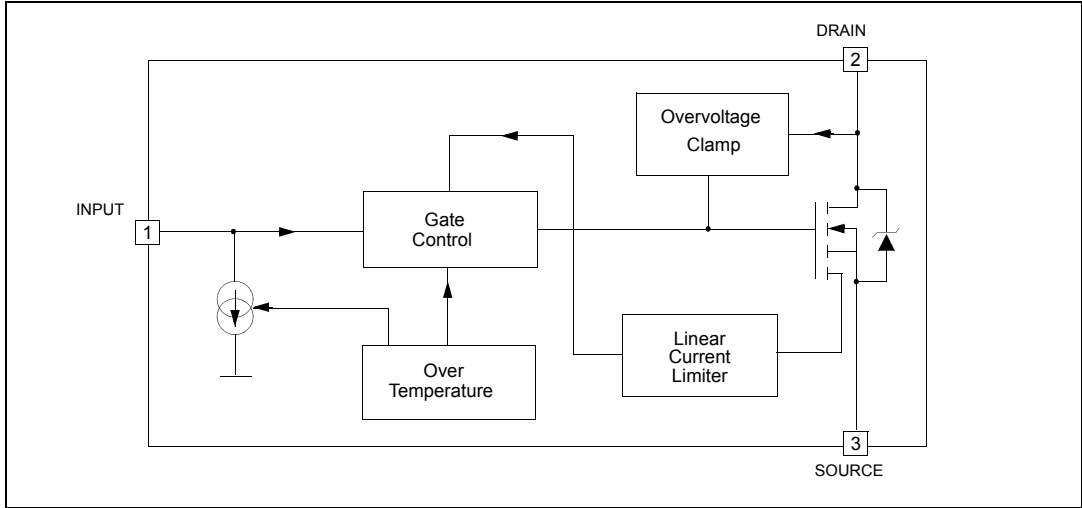 DRAIN
2
Overvoltage
Clamp
INPUT
1
Gate
Control
Linear
Current
Limiter
Over
Temperature
3
SOURCE